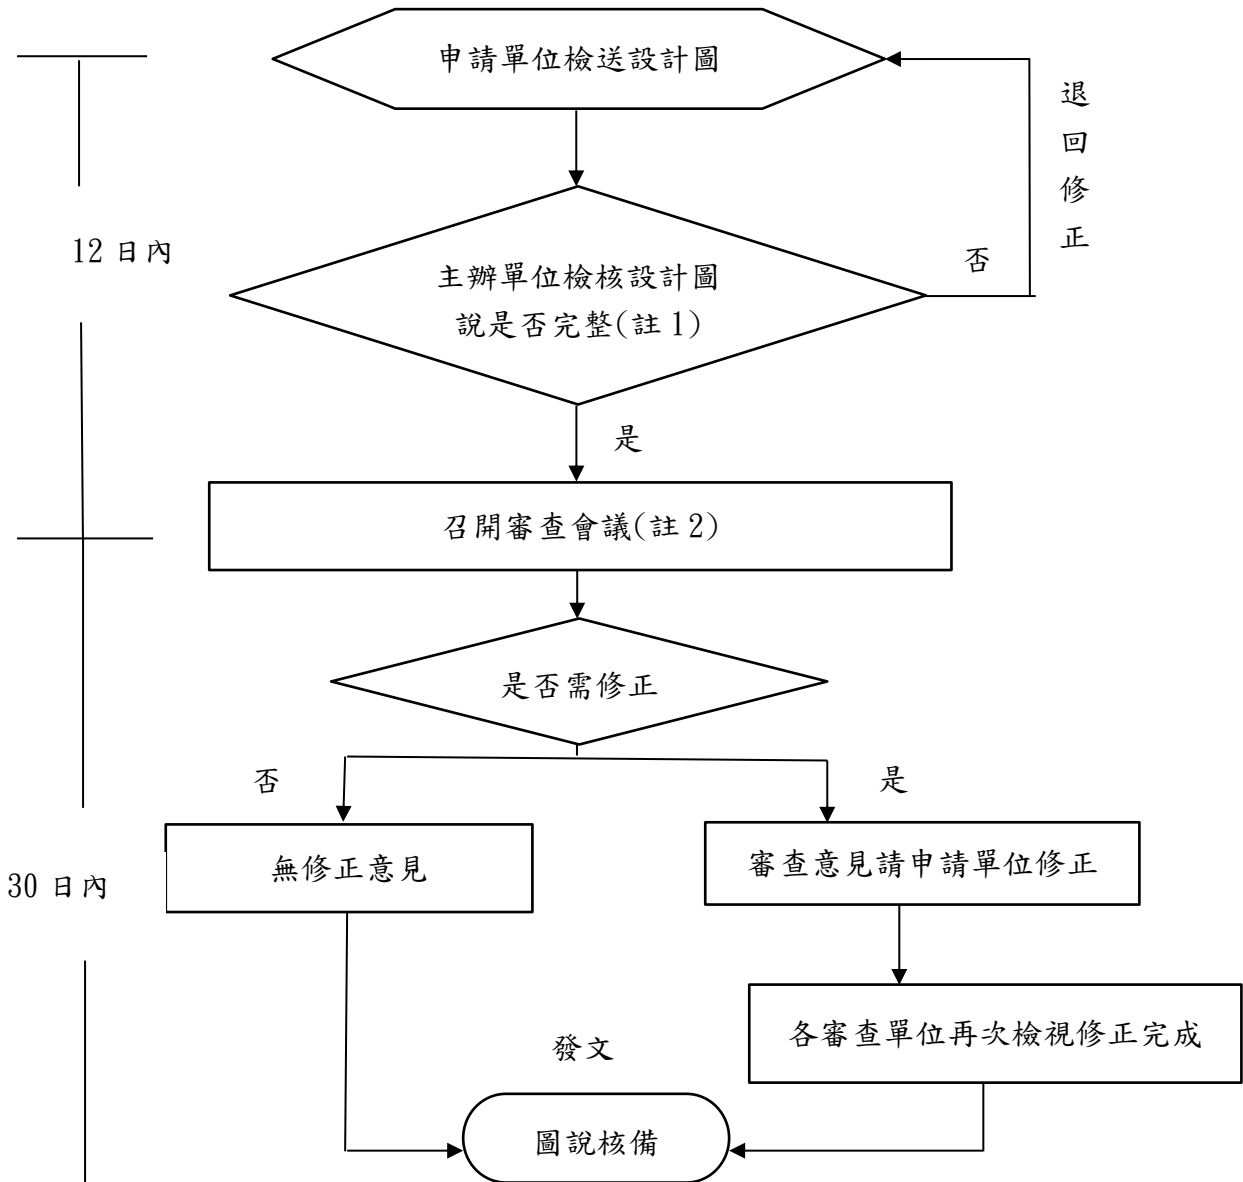 申請單位檢送設計圖
退
回
修
正
12 日內
主辦單位檢核設計圖
說是否完整(註 1)
否
是
召開審查會議(註 2)
是否需修正
否
是
無修正意見
審查意見請申請單位修正
30 日內
各審查單位再次檢視修正完成
發文
圖說核備